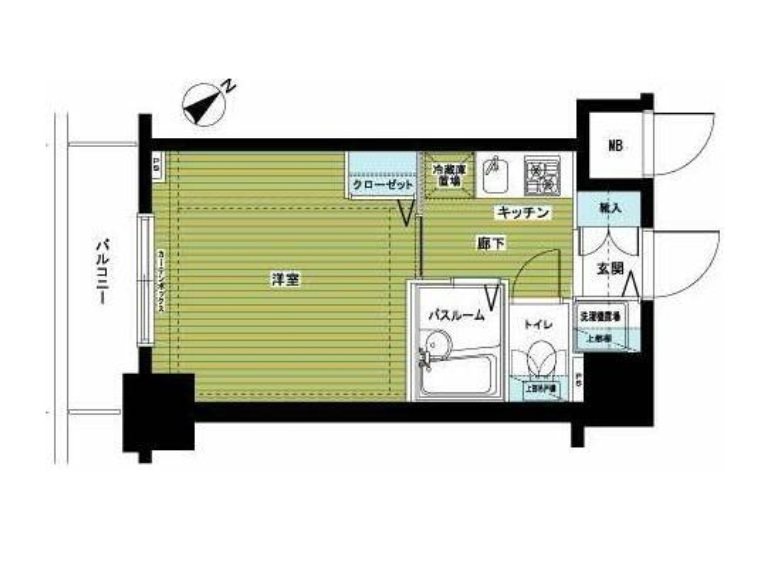 N
MB
PS
冷蔵庫
置場
クローゼット
キッチン
靴入
廊下
玄関
バルコニー
カーテンボックス
洋室
バスルーム
トイレ
洗濯機置場
上部棚
PS
上部吊戸棚